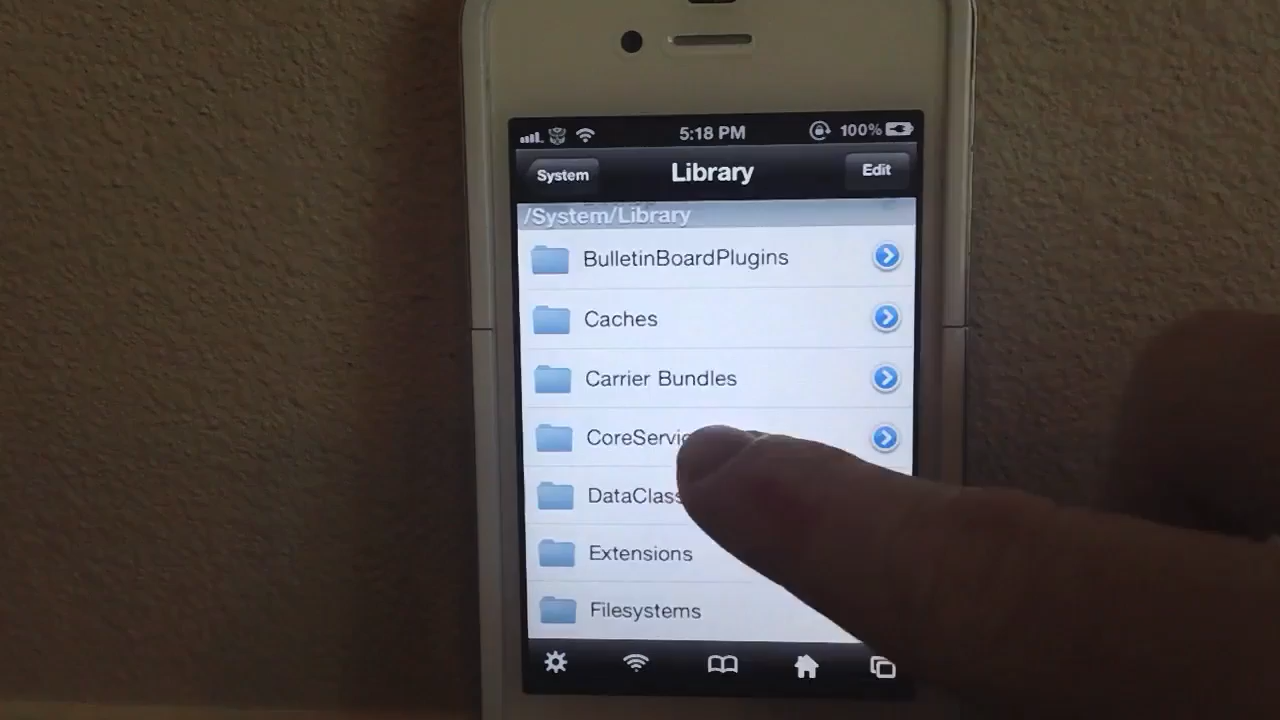 5:18 PM
100%
System
Library
Edit
/System/Library
BulletinBoardPlugins
Caches
Carrier Bundles
Extensions
Filesystems